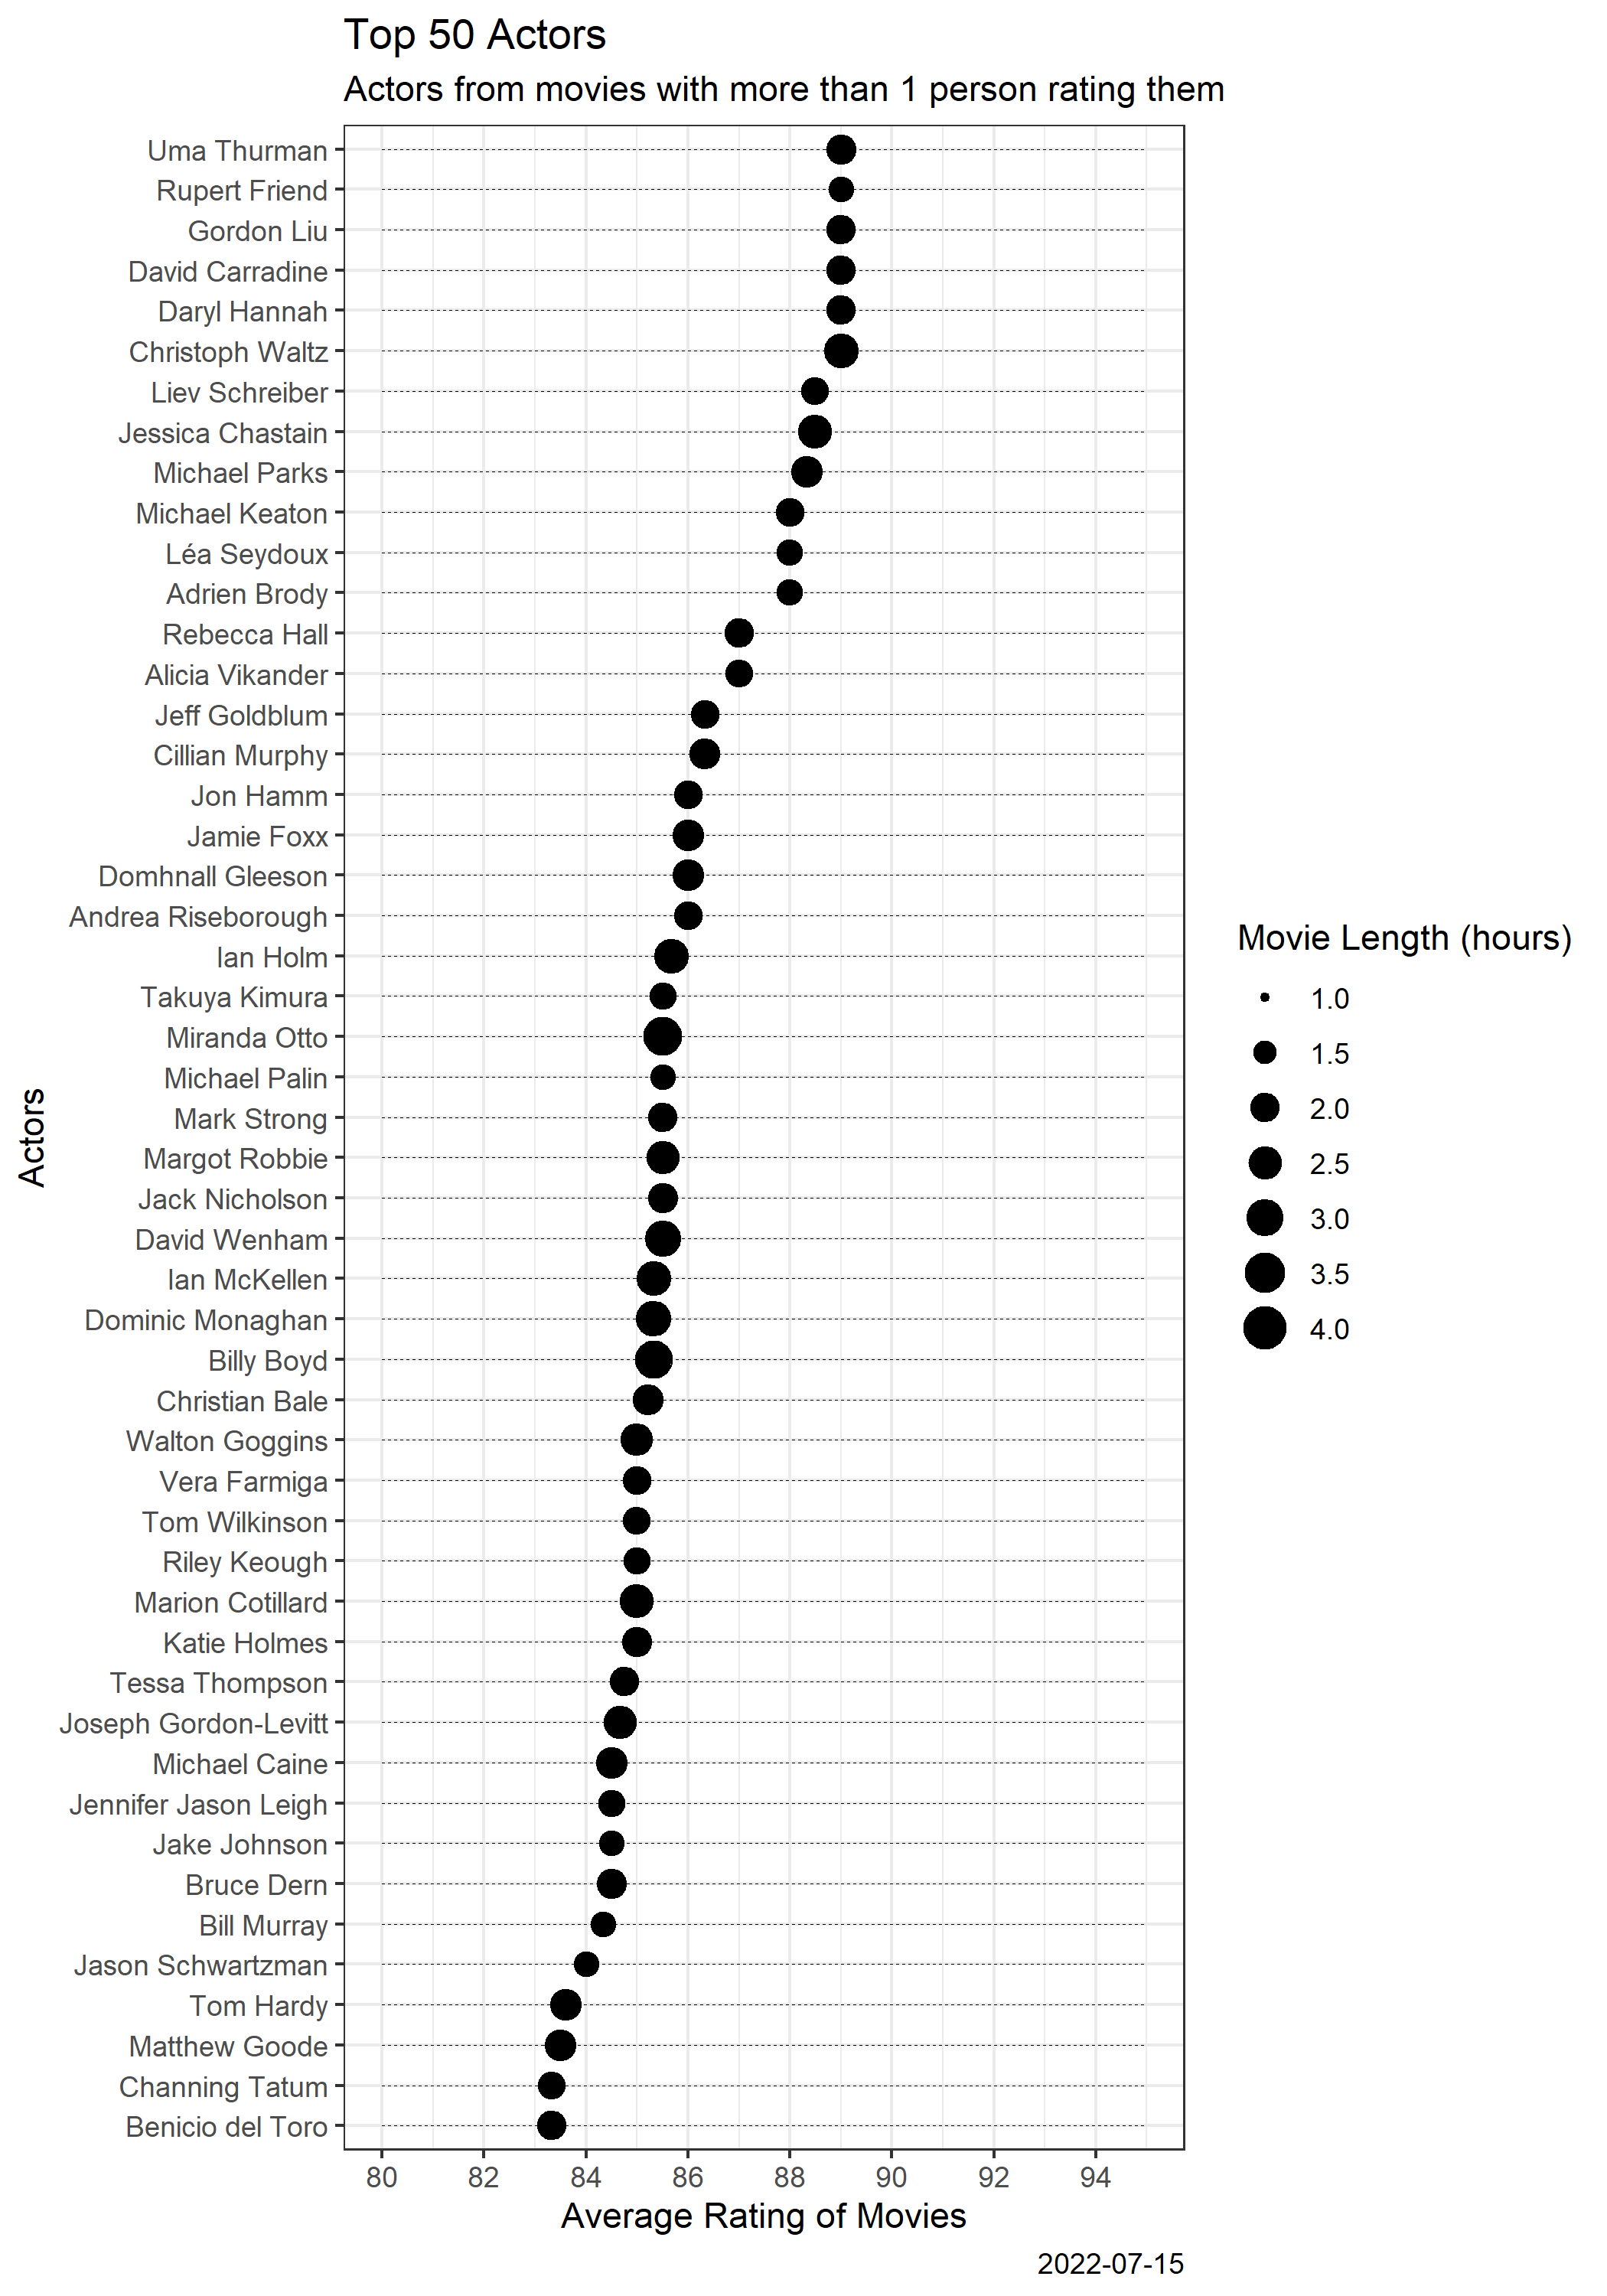 Top 50 Actors
Actors from movies with more than 1 person rating them
Uma Thurman
Rupert Friend
Gordon Liu
David Carradine
Daryl Hannah
Christoph Waltz
Liev Schreiber
Jessica Chastain
Michael Parks
Michael Keaton
Léa Seydoux
Adrien Brody
Rebecca Hall
Alicia Vikander
Jeff Goldblum
Cillian Murphy
Jon Hamm
Jamie Foxx
Domhnall Gleeson
Andrea Riseborough
Ian Holm
Takuya Kimura
Miranda Otto
Michael Palin
Mark Strong
Margot Robbie
Jack Nicholson
David Wenham
Ian McKellen
Dominic Monaghan
Billy Boyd
Christian Bale
Walton Goggins
Vera Farmiga
Tom Wilkinson
Riley Keough
Marion Cotillard
Katie Holmes
Tessa Thompson
Joseph Gordon-Levitt
Michael Caine
Jennifer Jason Leigh
Jake Johnson
Bruce Dern
Bill Murray
Jason Schwartzman
Tom Hardy
Matthew Goode
Channing Tatum
Benicio del Toro
Actors
80 82 84 86 88 90 92 94
Average Rating of Movies
2022-07-15
Movie Length (hours)
1.0
1.5
2.0
2.5
3.0
3.5
4.0